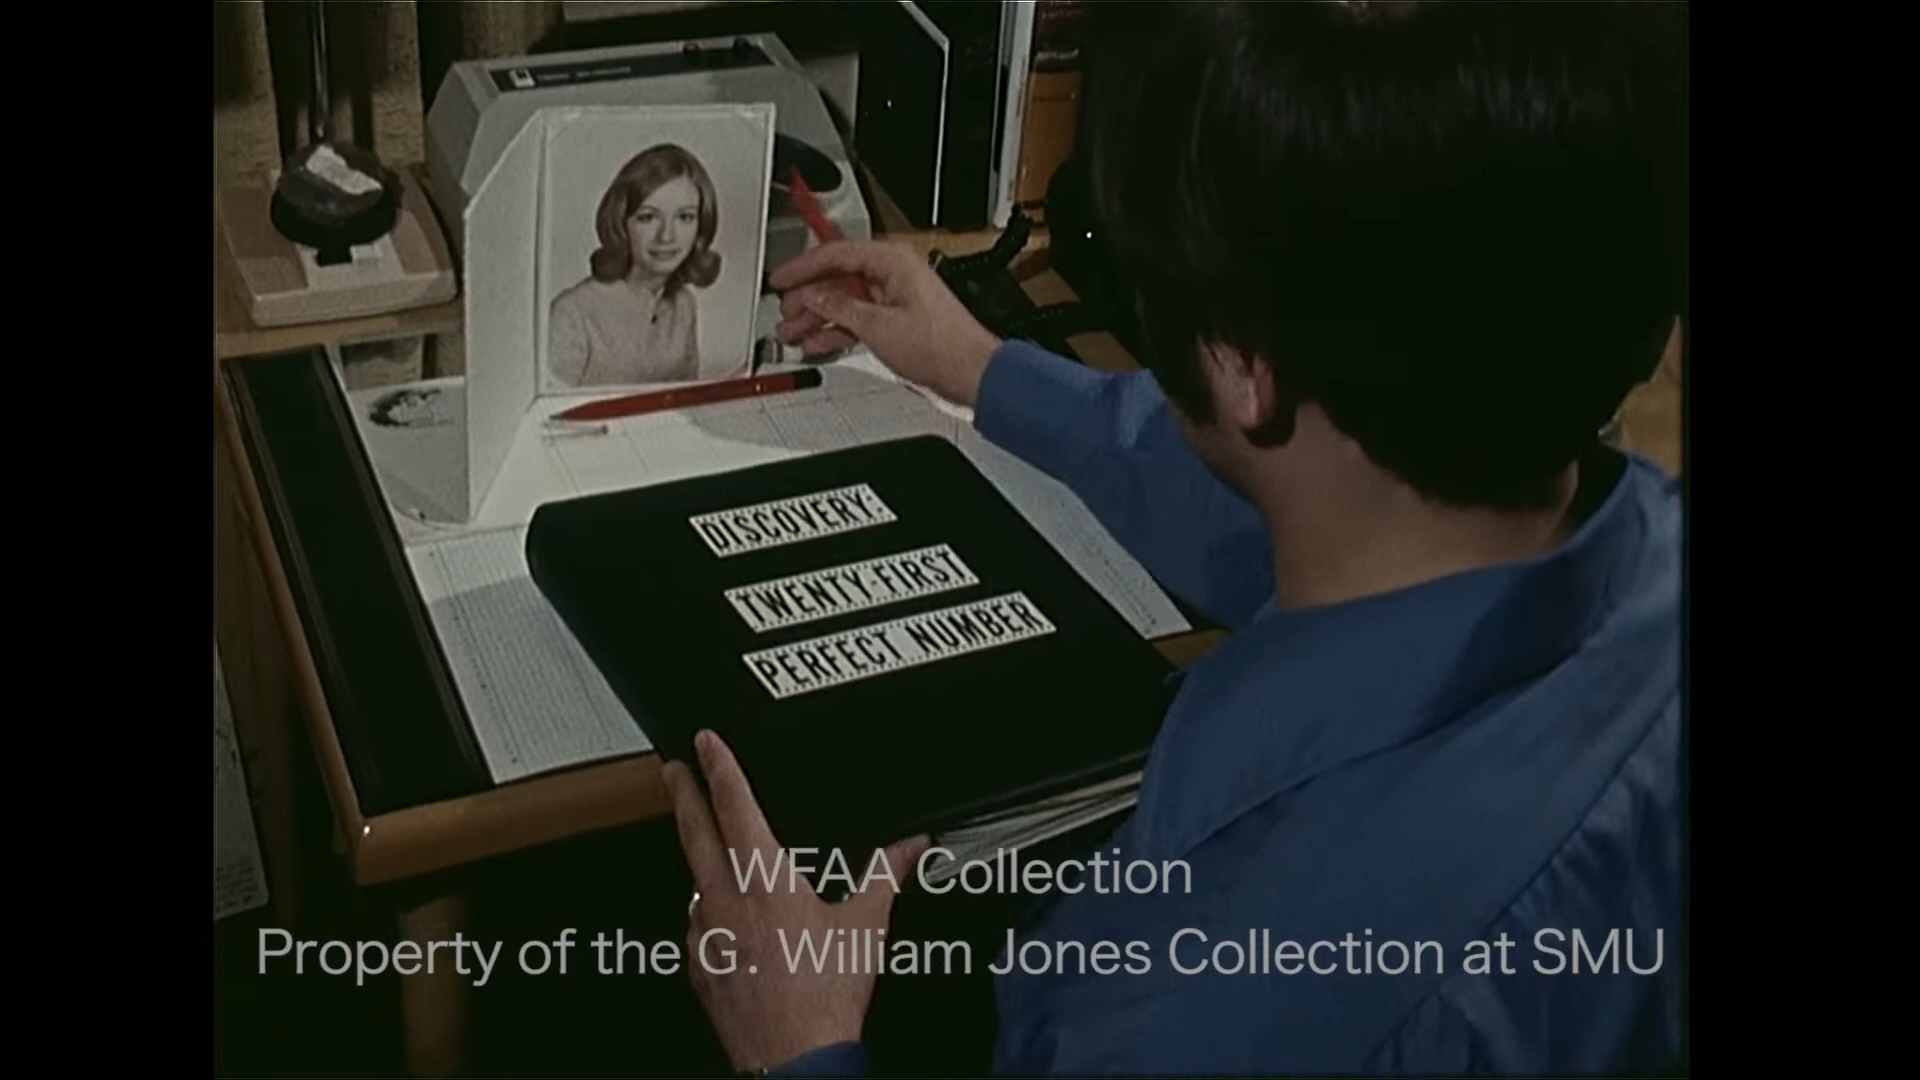 DISCOVERY:
TWENTY-FIRST
PERFECT NUMBER
WFAA Collection
Property of the G. William Jones Collection at SMU